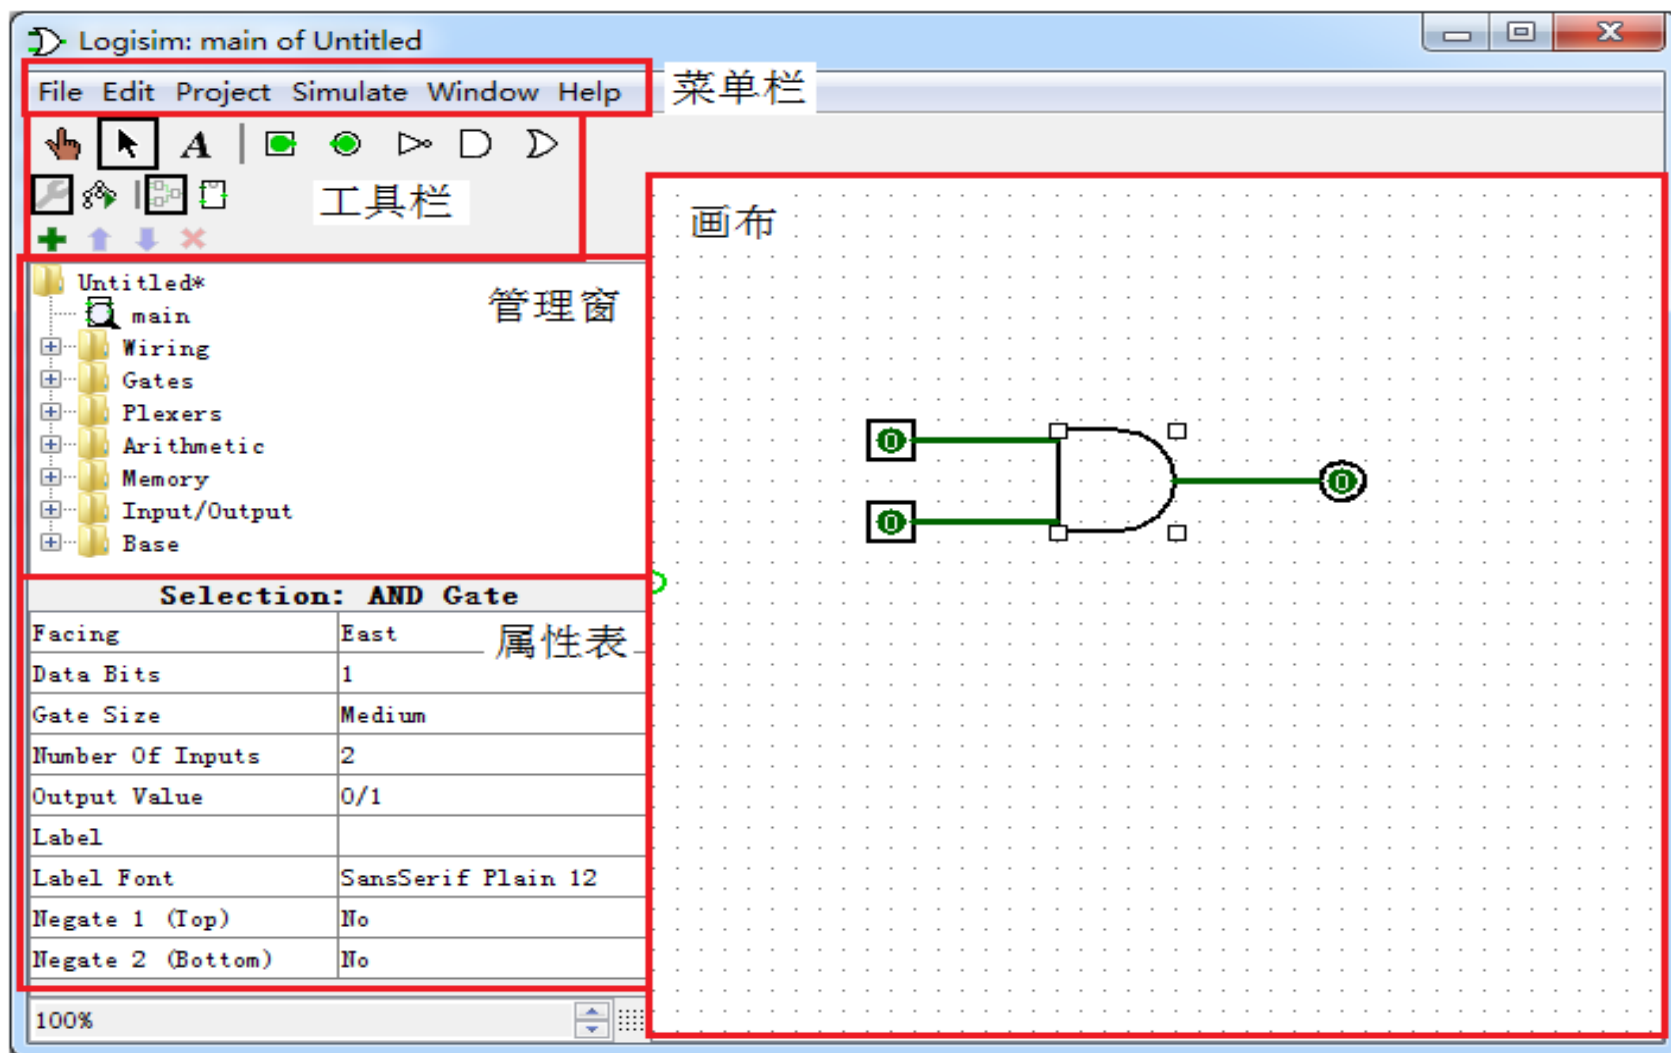 Logisim: main of Untitled
File Edit Project Simulate Window Help
菜单栏
A
工具栏
画布
Untitled*
管理窗
main
Wiring
Gates
Plexers
Arithmetic
Memory
Input/Output
Base
0
0
0
Selection: AND Gate
Facing East
属性表
Data Bits 1
Gate Size Medium
Number Of Inputs 2
Output Value 0/1
Label
Label Font SansSerif Plain 12
Negate 1 (Top) No
Negate 2 (Bottom) No
100%